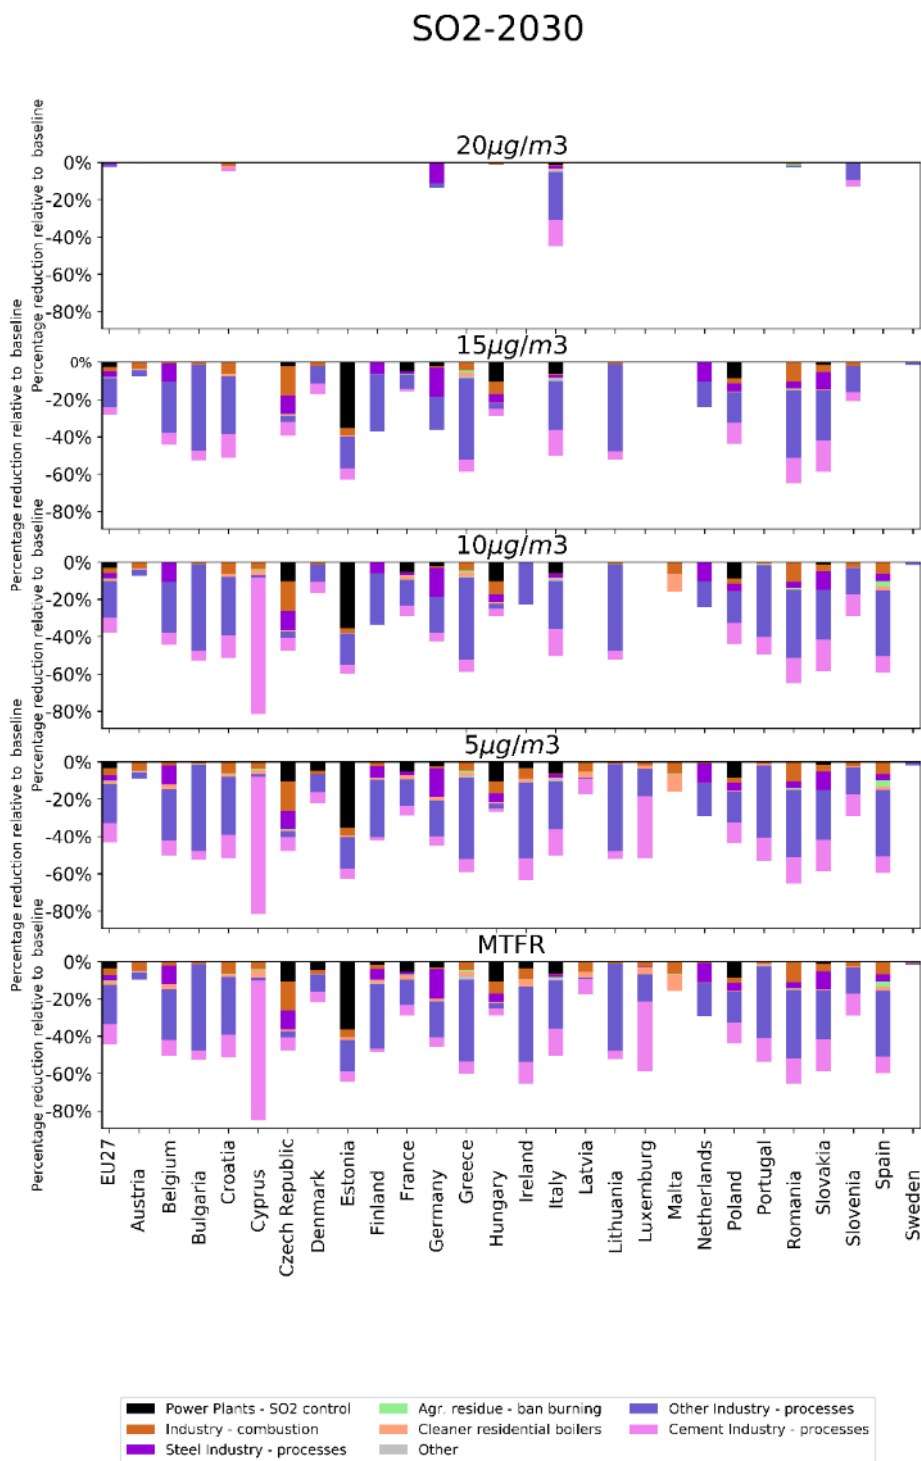 SO2-2030
20μg/m3
Percentage reduction relative to  baseline
0%
-20%
-40%
-60%
-80%
15μg/m3
Percentage reduction relative to  baseline
0%
-20%
-40%
-60%
-80%
10μg/m3
Percentage reduction relative to  baseline
0%
-20%
-40%
-60%
-80%
5μg/m3
Percentage reduction relative to  baseline
0%
-20%
-40%
-60%
-80%
MTFR
Percentage reduction relative to  baseline
0%
-20%
-40%
-60%
-80%
EU27
Austria
Belgium
Bulgaria
Croatia
Cyprus
Czech Republic
Denmark
Estonia
Finland
France
Germany
Greece
Hungary
Ireland
Italy
Latvia
Lithuania
Luxemburg
Malta
Netherlands
Poland
Portugal
Romania
Slovakia
Slovenia
Spain
Sweden
Power Plants - SO2 control
Industry - combustion
Steel Industry - processes
Agr. residue - ban burning
Cleaner residential boilers
Other
Other Industry - processes
Cement Industry - processes